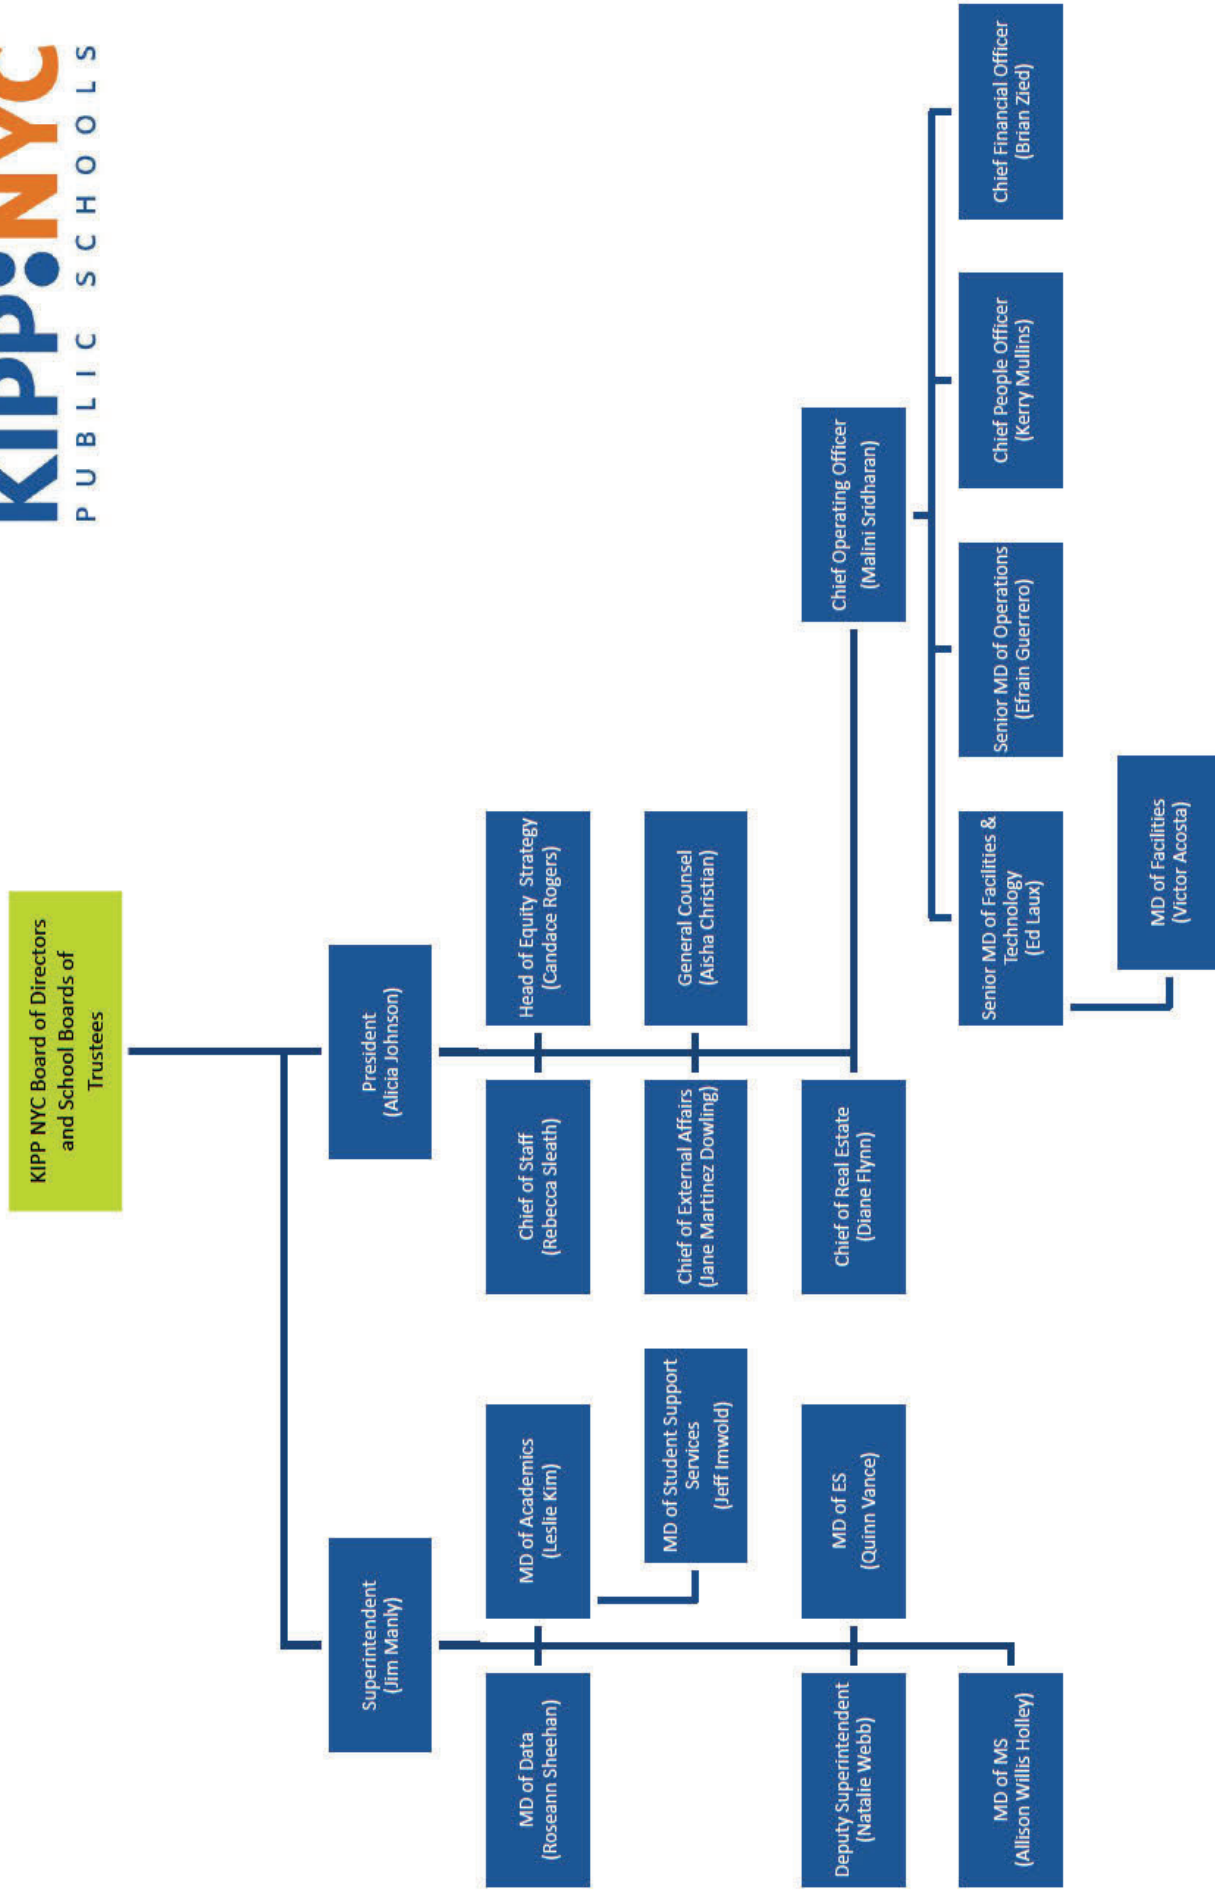 KIPP:NYC
PUBLIC SCHOOLS
KIPP NYC Board of Directors
and School Boards of
Trustees
Superintendent
(Jim Manly)
President
(Alicia Johnson)
MD of Data
(Roseann Sheehan)
MD of Academics
(Leslie Kim)
Chief of Staff
(Rebecca Sleath)
Head of Equity Strategy
(Candace Rogers)
MD of Student Support
Services
(Jeff Imwold)
Chief of External Affairs
(Jane Martinez Dowling)
General Counsel
(Aisha Christian)
Deputy Superintendent
(Natalie Webb)
MD of ES
(Quinn Vance)
Chief of Real Estate
(Diane Flynn)
Chief Operating Officer
(Malini Sridharan)
MD of MS
(Allison Willis Holley)
Senior MD of Facilities &
Technology
(Ed Laux)
Senior MD of Operations
(Efrain Guerrero)
Chief People Officer
(Kerry Mullins)
Chief Financial Officer
(Brian Zied)
MD of Facilities
(Victor Acosta)